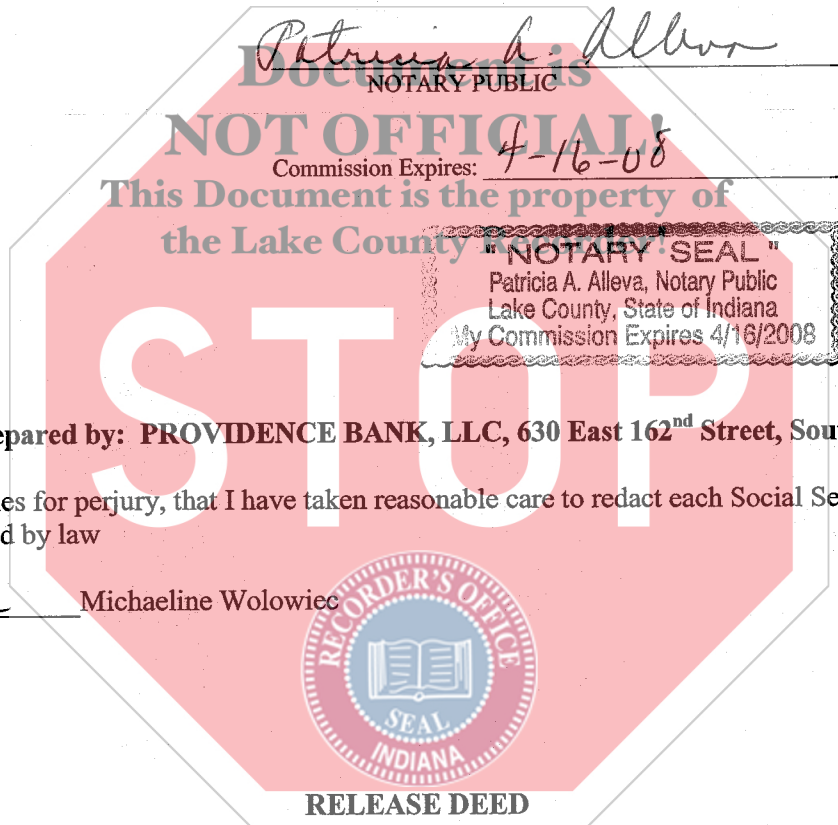 Patricia A. Alleva
Document is
NOTARY PUBLIC
NOT OFFICIAL!
Commission Expires: 4-16-08
This Document is the property of
the Lake County Recorder!
" NOTARY SEAL "
Patricia A. Alleva, Notary Public
Lake County, State of Indiana
My Commission Expires 4/16/2008
STOP
epared by: PROVIDENCE BANK, LLC, 630 East 162nd Street, Sou
es for perjury, that I have taken reasonable care to redact each Social Se
d by law
Michaeline Wolowiec
RECORDER'S OFFICE
SEAL
INDIANA
RELEASE DEED